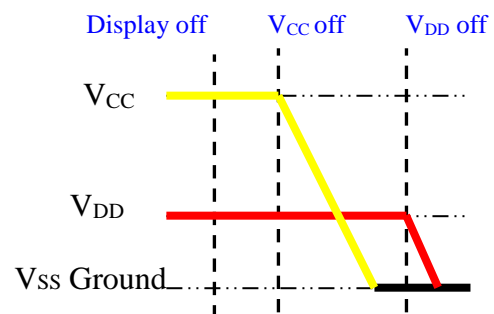 Display off VCC off VDD off
VCC
VDD
VSS Ground